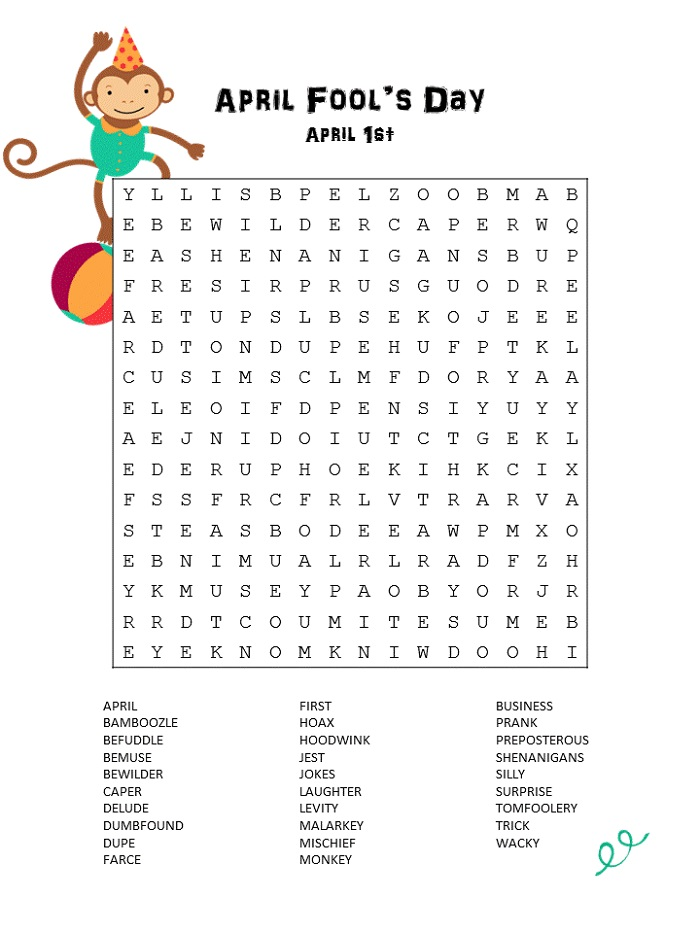 April Fool's Day
April 1st
Y L L I S B P E L Z O O B M A B
E B E W I L D E R C A P E R W Q
E A S H E N A N I G A N S B U P
F R E S I R P R U S G U O D R E
A E T U P S L B S E K O J E E E
R D T O N D U P E H U F P T K L
C U S I M S C L M F D O R Y A A
E L E O I F D P E N S I Y U Y Y
A E J N I D O I U T C T G E K L
E D E R U P H O E K I H K C I X
F S S F R C F R L V T R A R V A
S T E A S B O D E E A W P M X O
E B N I M U A L R L R A D F Z H
Y K M U S E Y P A O B Y O R J R
R R D T C O U M I T E S U M E B
E Y E K N O M K N I W D O O H I
APRIL FIRST BUSINESS
BAMBOOZLE HOAX PRANK
BEFUDDLE HOODWINK PREPOSTEROUS
BEMUSE JEST SHENANIGANS
BEWILDER JOKES SILLY
CAPER LAUGHTER SURPRISE
DELUDE LEVITY TOMFOOLERY
DUMBFOUND MALARKEY TRICK
DUPE MISCHIEF WACKY
FARCE MONKEY